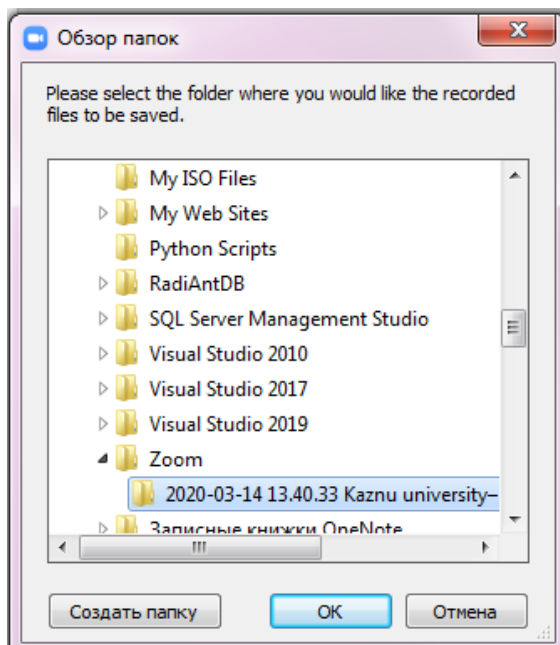 Обзор папок
Please select the folder where you would like the recorded
files to be saved.
My ISO Files
My Web Sites
Python Scripts
RadiAntDB
SQL Server Management Studio
Visual Studio 2010
Visual Studio 2017
Visual Studio 2019
Zoom
2020-03-14 13.40.33 Kaznu university–
Записные книжки OneNote
Создать папку
OK
Отмена